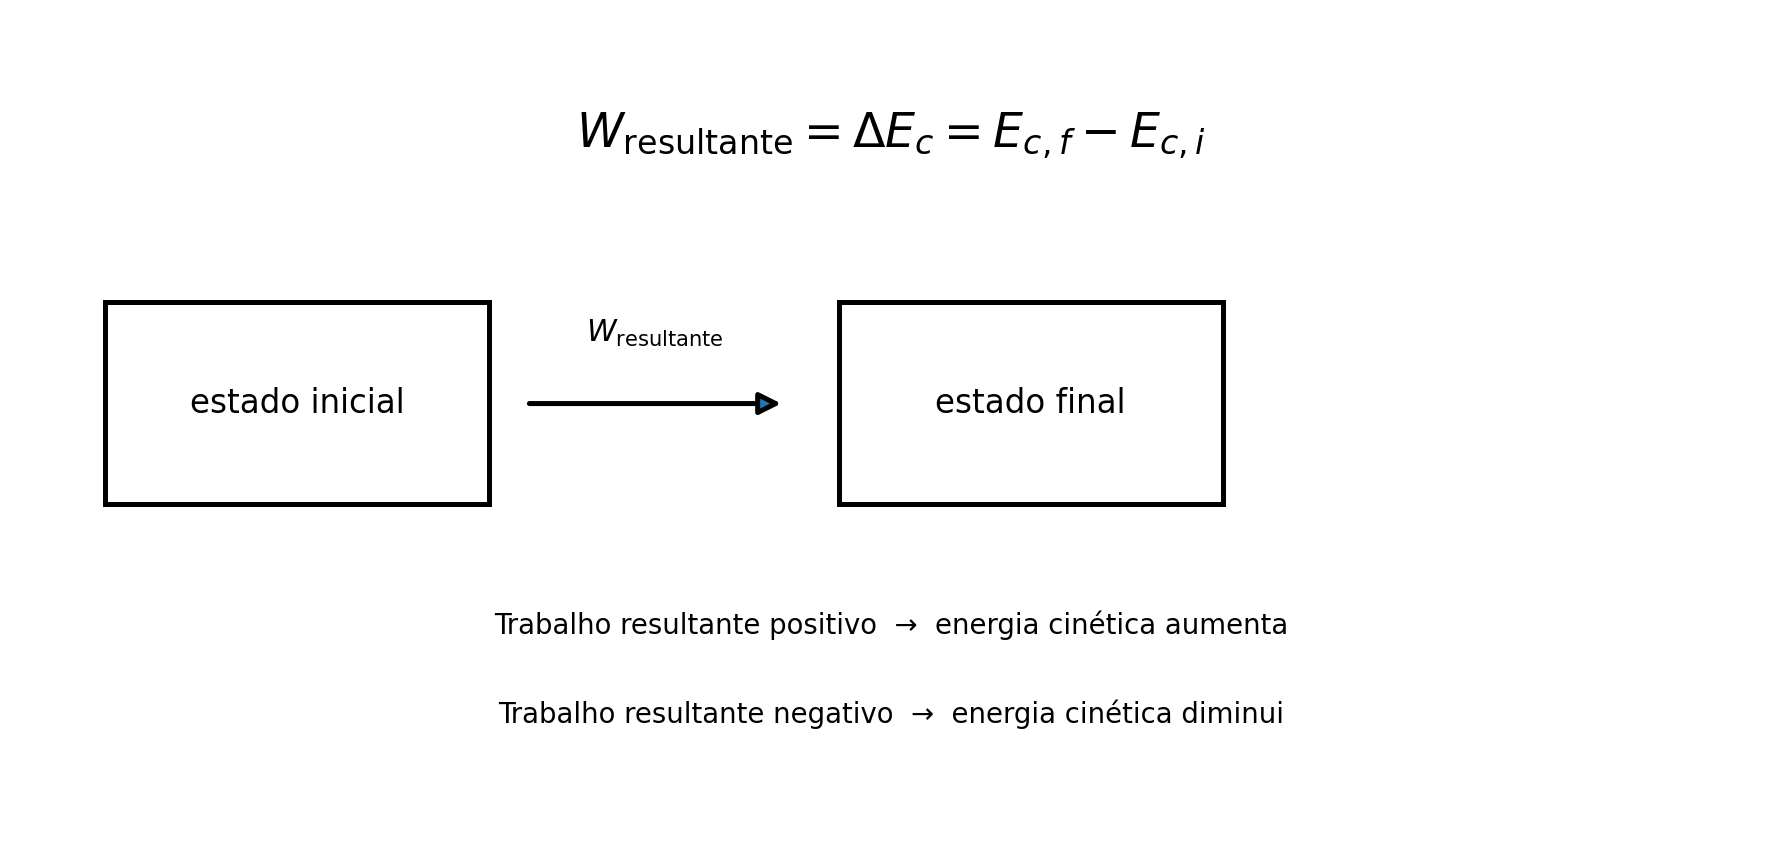 W_resultante = ΔE_c = E_c,f − E_c,i
W_resultante
estado inicial
estado final
Trabalho resultante positivo → energia cinética aumenta
Trabalho resultante negativo → energia cinética diminui